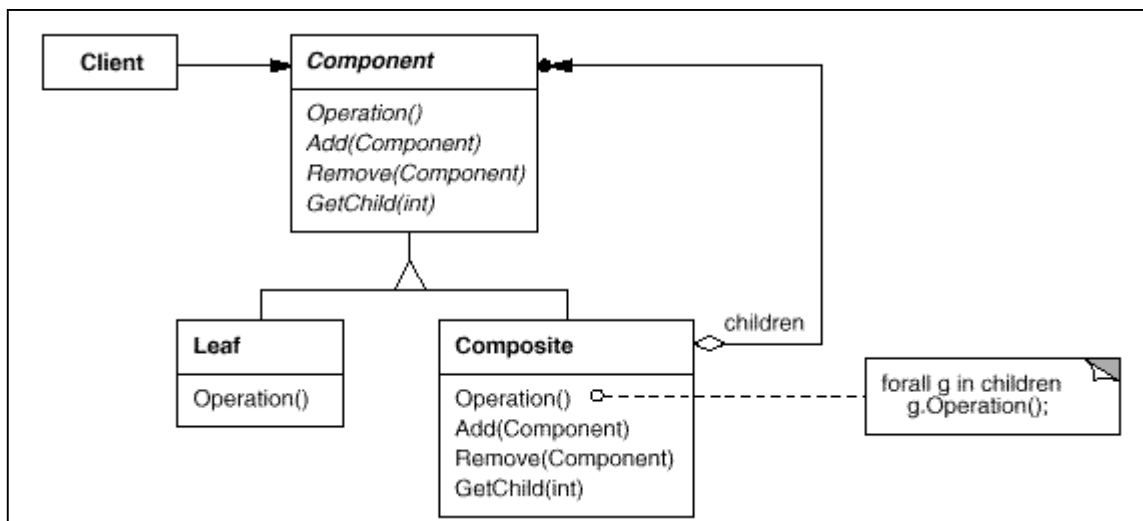 Client
Component
Operation()
Add(Component)
Remove(Component)
GetChild(int)
Leaf
Operation()
Composite
Operation()
Add(Component)
Remove(Component)
GetChild(int)
children
forall g in children
g.Operation();